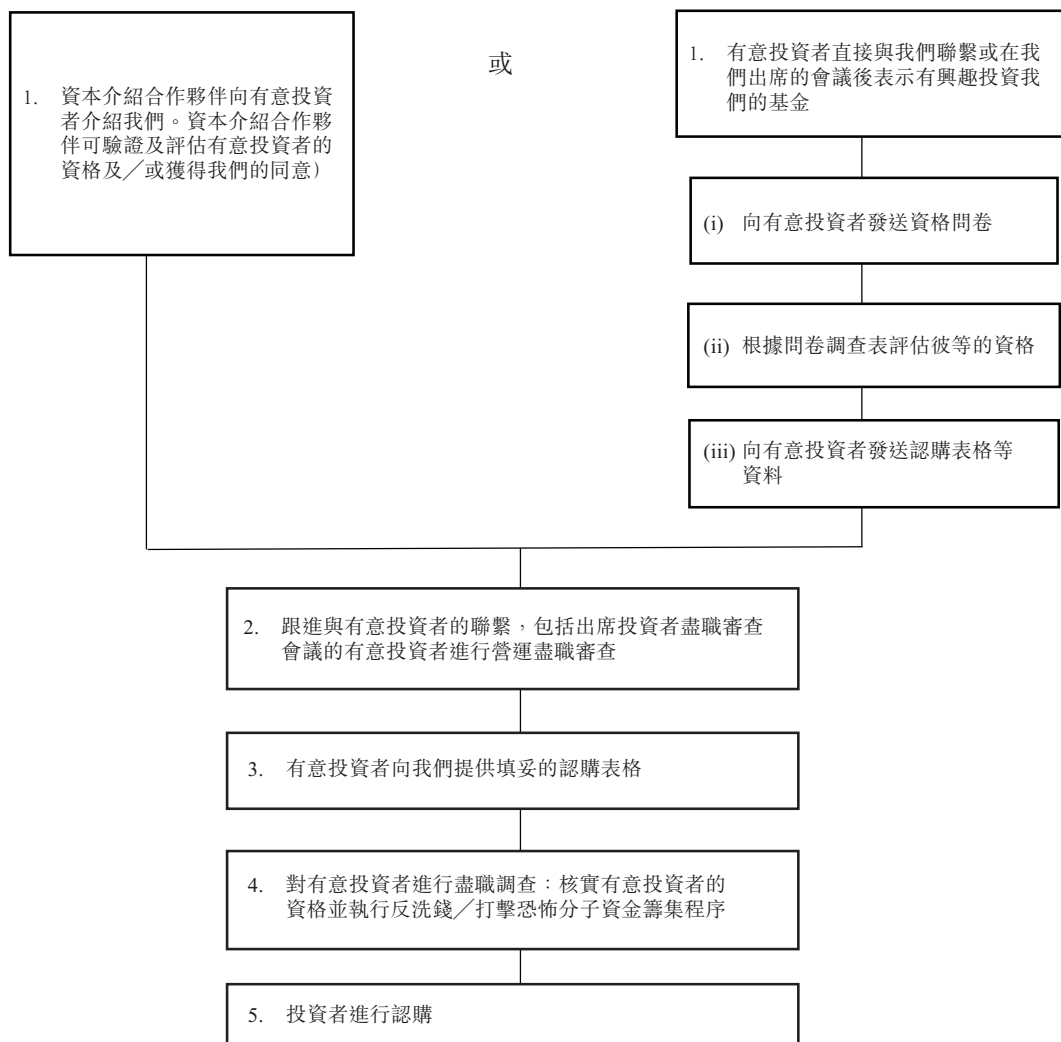 1. 資本介紹合作夥伴向有意投資
者介紹我們。資本介紹合作夥
伴可驗證及評估有意投資者的
資格及／或獲得我們的同意）
或
1. 有意投資者直接與我們聯繫或在我
們出席的會議後表示有興趣投資我
們的基金
(i) 向有意投資者發送資格問卷
(ii) 根據問卷調查表評估彼等的資格
(iii) 向有意投資者發送認購表格等
資料
2. 跟進與有意投資者的聯繫，包括出席投資者盡職審查
會議的有意投資者進行營運盡職審查
3. 有意投資者向我們提供填妥的認購表格
4. 對有意投資者進行盡職調查：核實有意投資者的
資格並執行反洗錢／打擊恐怖分子資金籌集程序
5. 投資者進行認購